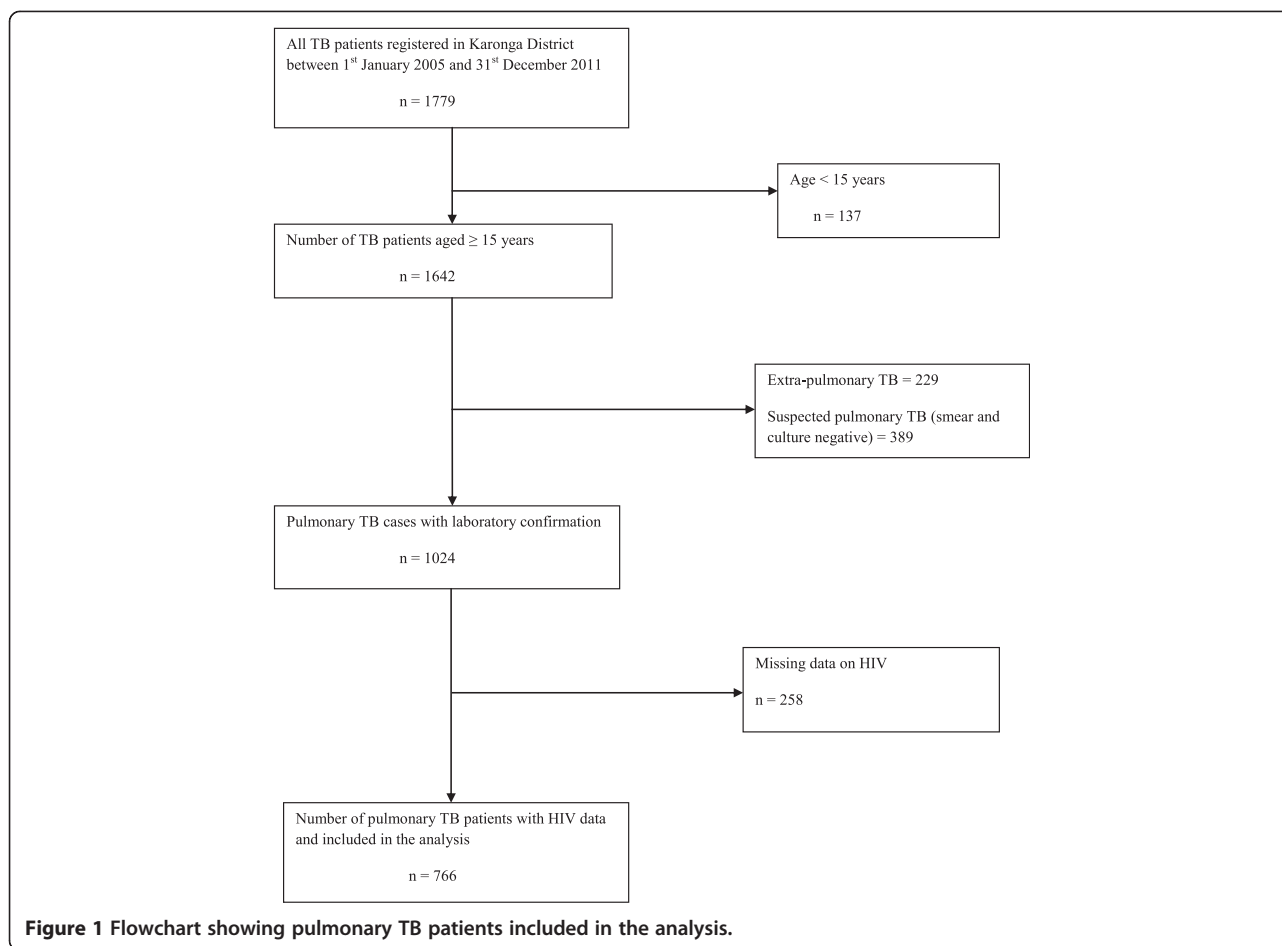 All TB patients registered in Karonga District
between 1st January 2005 and 31st December 2011
n = 1779
Age < 15 years
n = 137
Number of TB patients aged ≥ 15 years
n = 1642
Extra-pulmonary TB = 229
Suspected pulmonary TB (smear and
culture negative) = 389
Pulmonary TB cases with laboratory confirmation
n = 1024
Missing data on HIV
n = 258
Number of pulmonary TB patients with HIV data
and included in the analysis
n = 766
Figure 1 Flowchart showing pulmonary TB patients included in the analysis.